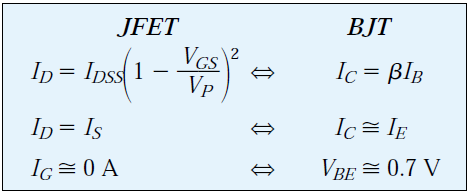 JFET BJT
I_D = I_DSS(1 − V_GS/V_P)² ⇔ I_C = βI_B
I_D = I_S ⇔ I_C ≅ I_E
I_G ≅ 0 A ⇔ V_BE ≅ 0.7 V